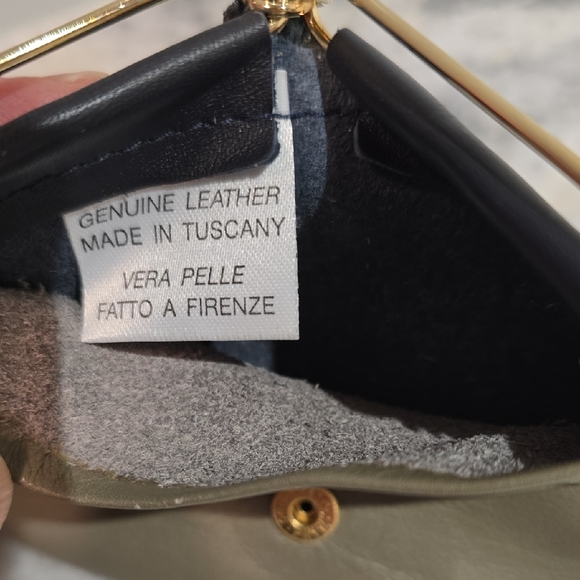 GENUINE LEATHER
MADE IN TUSCANY
VERA PELLE
FATTO A FIRENZE